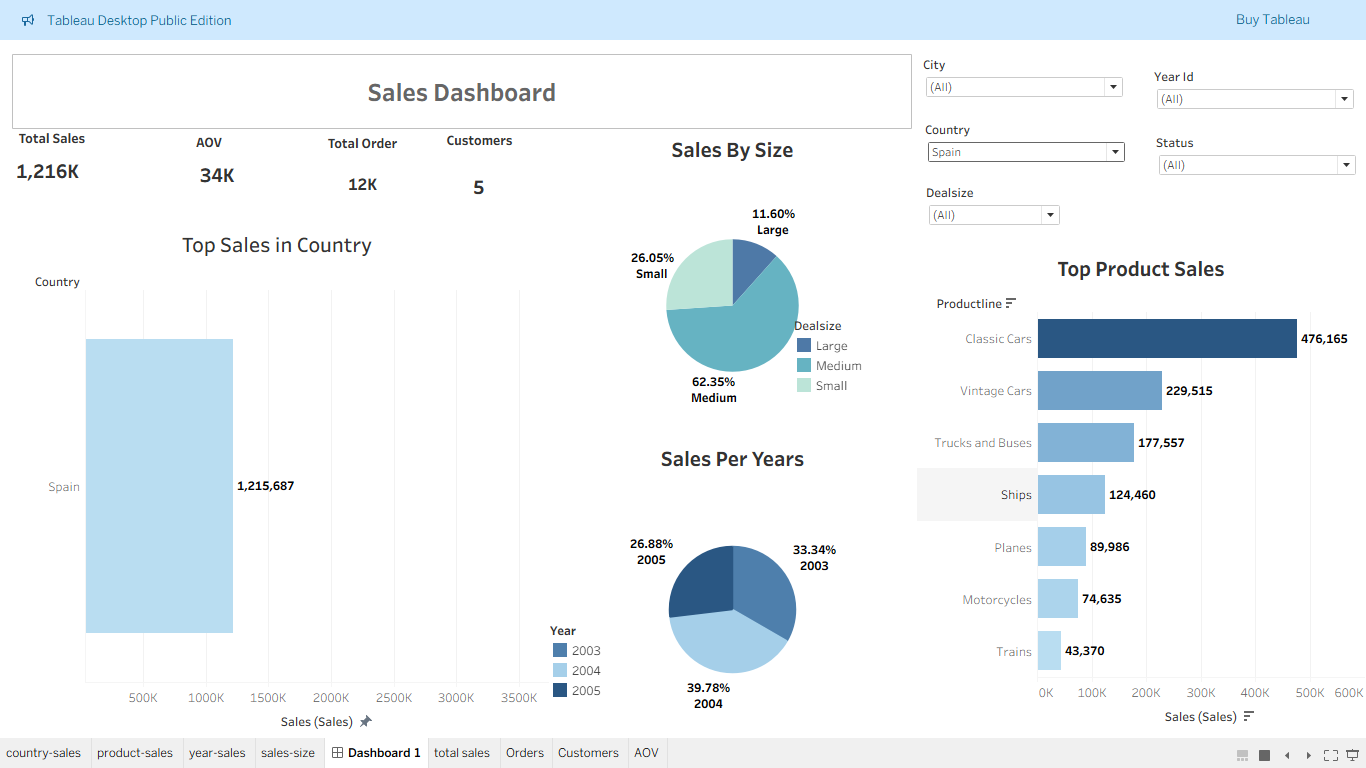 Tableau Desktop Public Edition
Buy Tableau
Sales Dashboard
City
(All)
Year Id
(All)
Country
Spain
Status
(All)
Dealsize
(All)
Total Sales
1,216K
AOV
34K
Total Order
12K
Customers
5
Top Sales in Country
Country
Spain
1,215,687
500K
1000K
1500K
2000K
2500K
3000K
3500K
Sales (Sales)
Sales By Size
11.60%
Large
26.05%
Small
62.35%
Medium
Dealsize
Large
Medium
Small
Sales Per Years
26.88%
2005
33.34%
2003
39.78%
2004
Year
2003
2004
2005
Top Product Sales
Productline
Classic Cars 476,165
Vintage Cars 229,515
Trucks and Buses 177,557
Ships 124,460
Planes 89,986
Motorcycles 74,635
Trains 43,370
0K 100K 200K 300K 400K 500K 600K
Sales (Sales)
country-sales product-sales year-sales sales-size Dashboard 1 total sales Orders Customers AOV